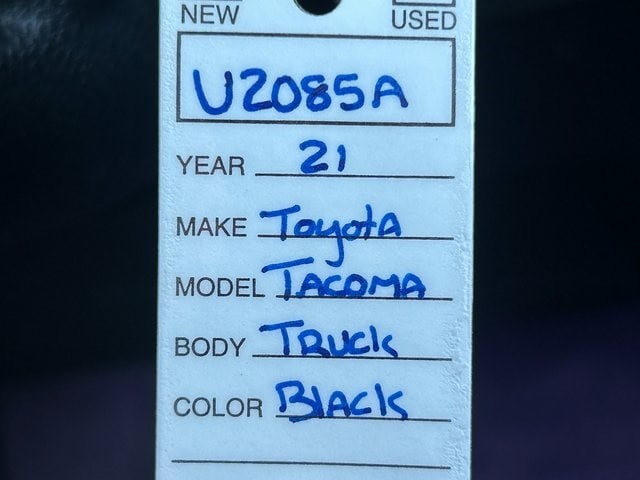 NEW USED
U2085A
YEAR 21
MAKE Toyota
MODEL TACOMA
BODY TRUCK
COLOR BLACK